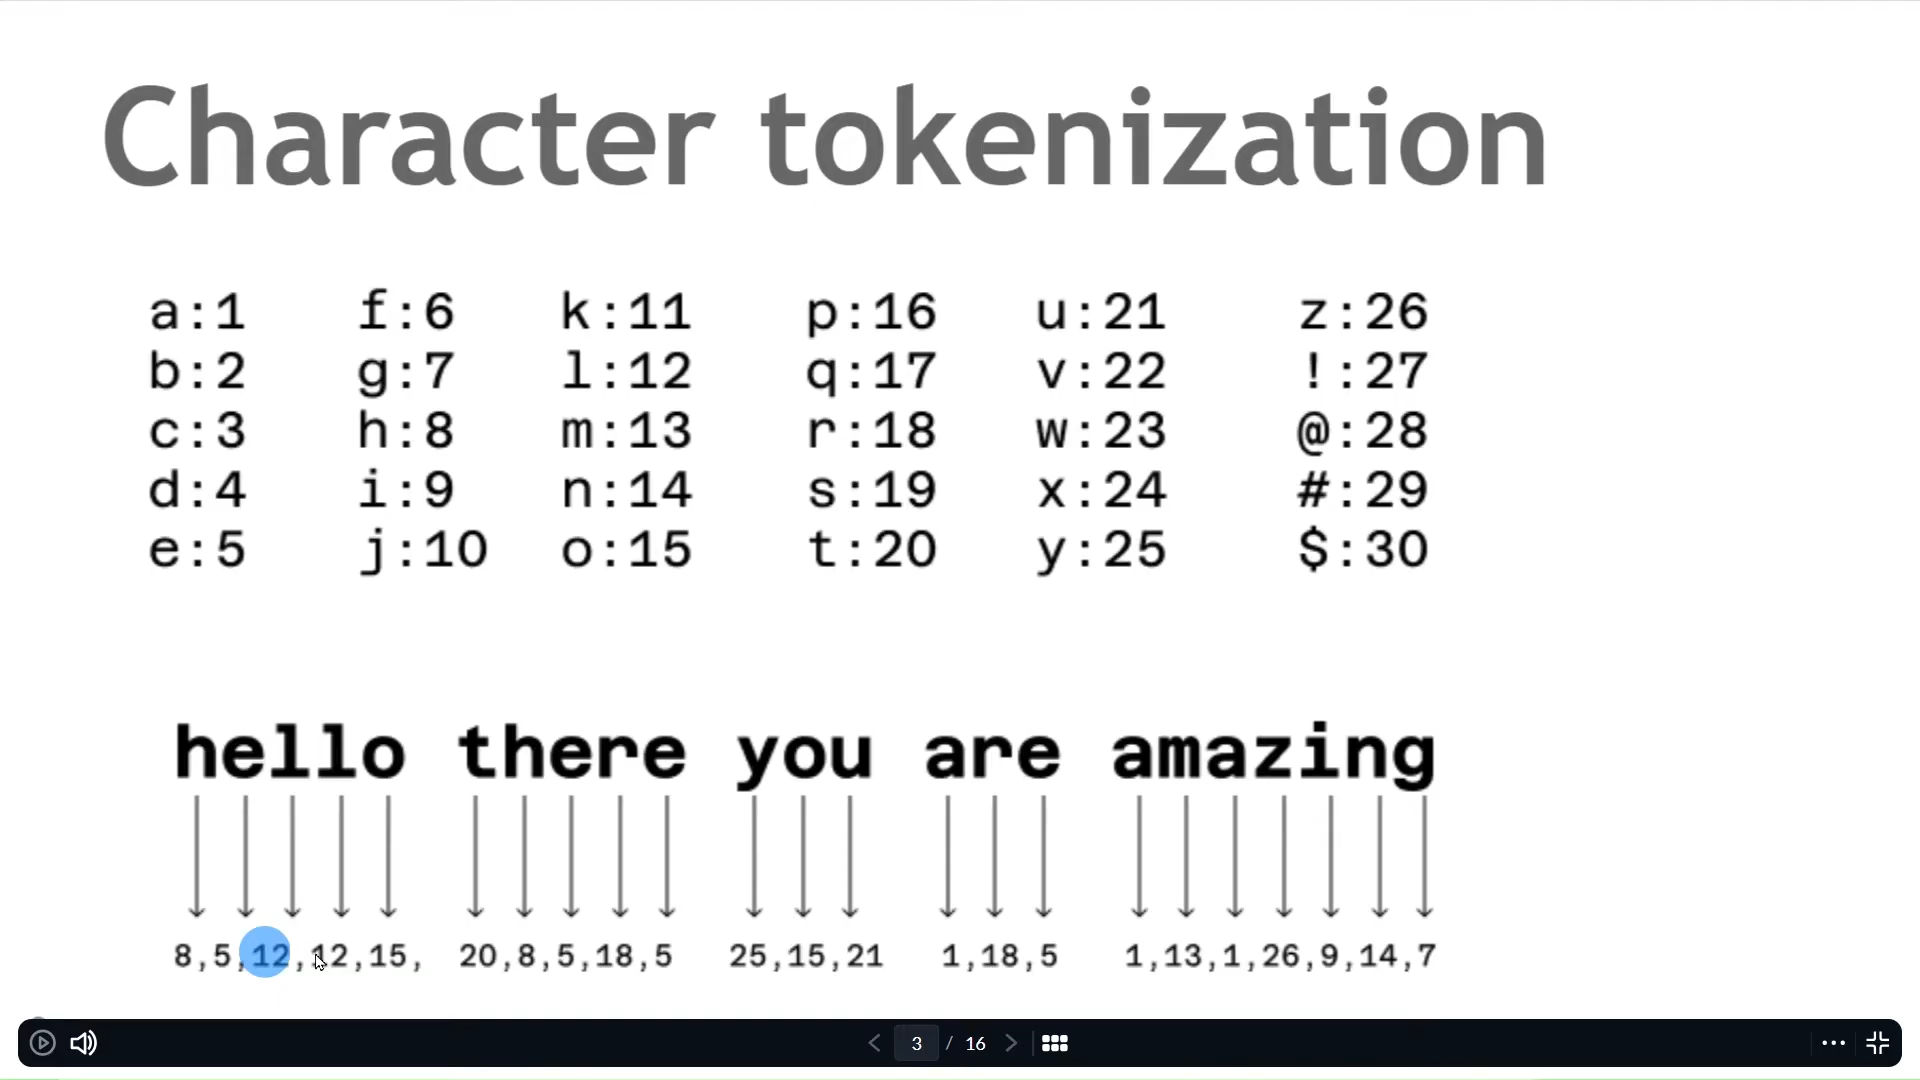 Character tokenization
a:1 f:6 k:11 p:16 u:21 z:26
b:2 g:7 l:12 q:17 v:22 !:27
c:3 h:8 m:13 r:18 w:23 @:28
d:4 i:9 n:14 s:19 x:24 #:29
e:5 j:10 o:15 t:20 y:25 $:30
hello there you are amazing
8,5,12,12,15, 20,8,5,18,5 25,15,21 1,18,5 1,13,1,26,9,14,7
3 / 16